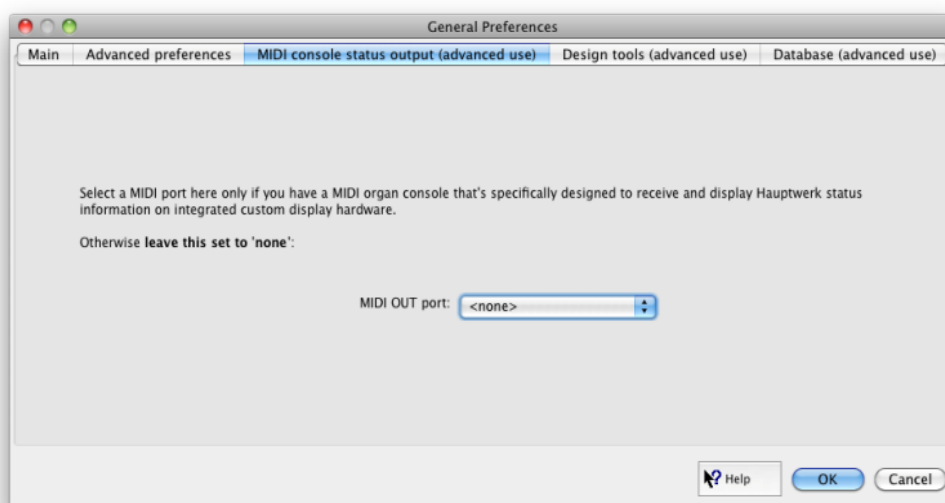 General Preferences
Main Advanced preferences MIDI console status output (advanced use) Design tools (advanced use) Database (advanced use)
Select a MIDI port here only if you have a MIDI organ console that's specifically designed to receive and display Hauptwerk status
information on integrated custom display hardware.
Otherwise leave this set to 'none':
MIDI OUT port: <none>
Help OK Cancel